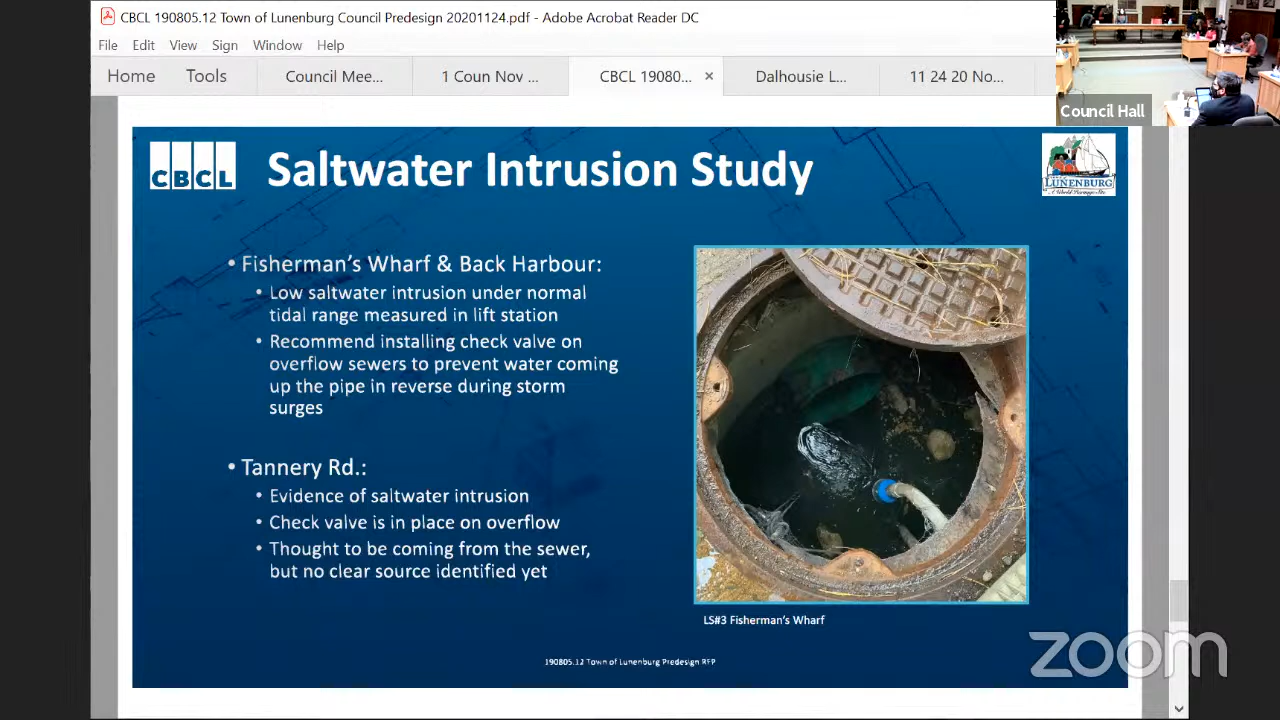 CBCL 190805.12 Town of Lunenburg Council Predesign 20201124.pdf - Adobe Acrobat Reader DC
File Edit View Sign Window Help
Home Tools Council Mee... 1 Coun Nov ... CBCL 19080... × Dalhousie L... 11 24 20 No...
Council Hall
CBCL
Saltwater Intrusion Study
LUNENBURG
A World Heritage Site
• Fisherman's Wharf & Back Harbour:
• Low saltwater intrusion under normal
tidal range measured in lift station
• Recommend installing check valve on
overflow sewers to prevent water coming
up the pipe in reverse during storm
surges
• Tannery Rd.:
• Evidence of saltwater intrusion
• Check valve is in place on overflow
• Thought to be coming from the sewer,
but no clear source identified yet
LS#3 Fisherman's Wharf
190805.12 Town of Lunenburg Predesign RFP
zoom